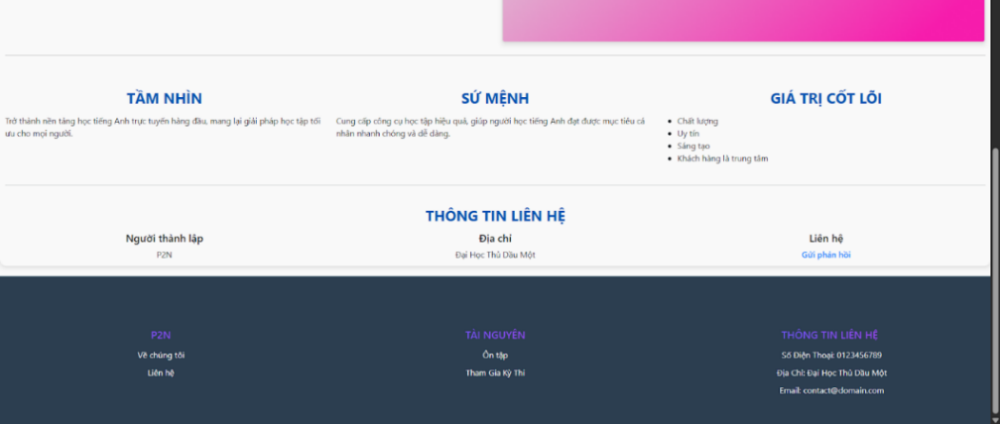 TẦM NHÌN
Trở thành nền tảng học tiếng Anh trực tuyến hàng đầu, mang lại giải pháp học tập tối
ưu cho mọi người.
SỨ MỆNH
Cung cấp công cụ học tập hiệu quả, giúp người học tiếng Anh đạt được mục tiêu cá
nhân nhanh chóng và dễ dàng.
GIÁ TRỊ CỐT LÕI
Chất lượng
Uy tín
Sáng tạo
Khách hàng là trung tâm
THÔNG TIN LIÊN HỆ
Người thành lập
P2N
Địa chỉ
Đại Học Thủ Dầu Một
Liên hệ
Gửi phản hồi
P2N
Về chúng tôi
Liên hệ
TÀI NGUYÊN
Ôn tập
Tham Gia Kỳ Thi
THÔNG TIN LIÊN HỆ
Số Điện Thoại: 0123456789
Địa Chỉ: Đại Học Thủ Dầu Một
Email: contact@domain.com